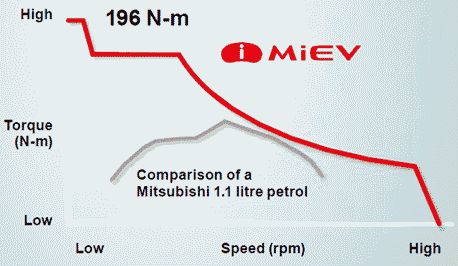 High
196 N-m
i MiEV
Torque
(N-m)
Comparison of a
Mitsubishi 1.1 litre petrol
Low
Low
Speed (rpm)
High